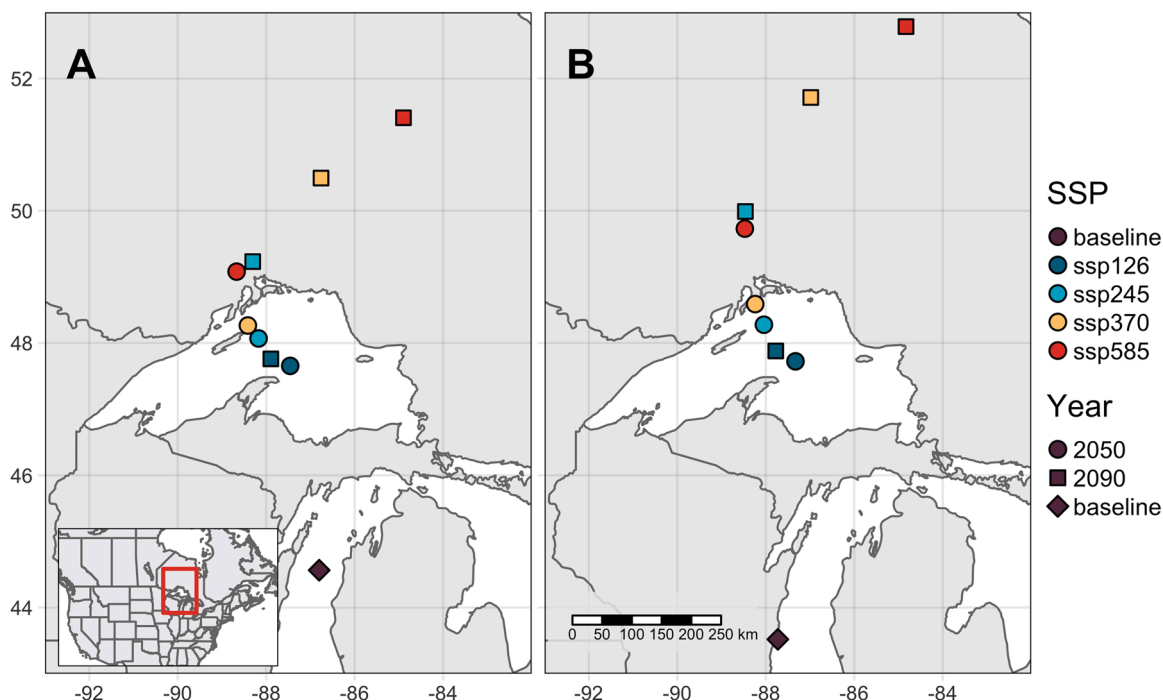 A
B
52
50
48
46
44
-92 -90 -88 -86 -84
-92 -90 -88 -86 -84
0 50 100 150 200 250 km
SSP
baseline
ssp126
ssp245
ssp370
ssp585
Year
2050
2090
baseline